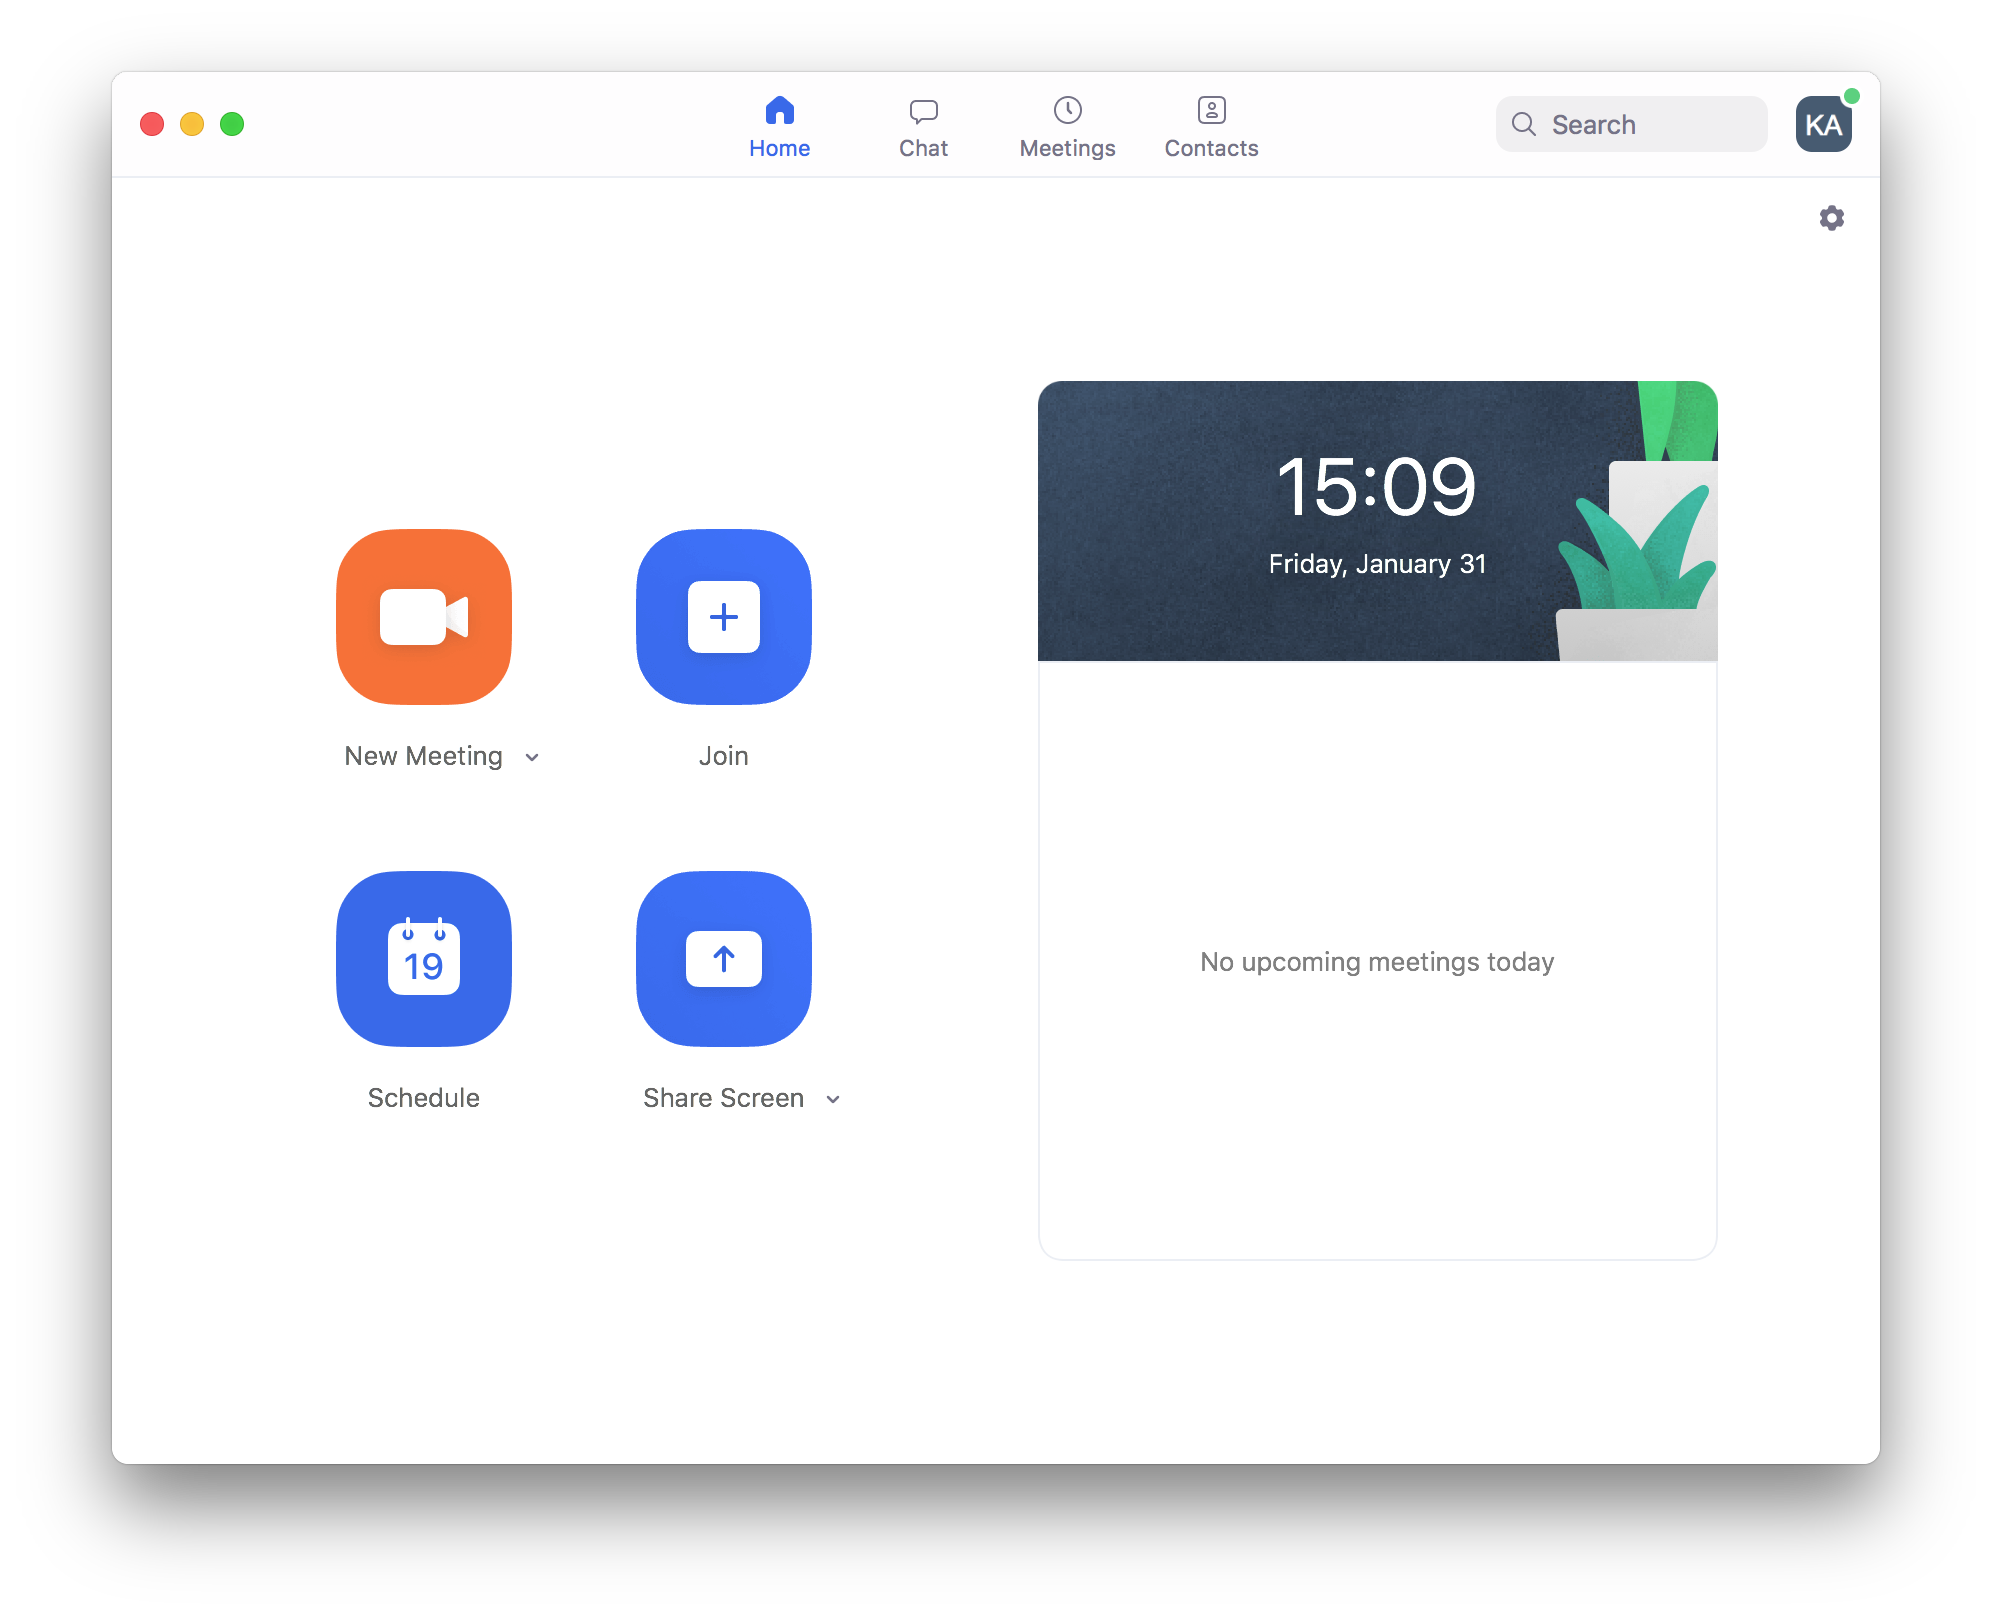 Home
Chat
Meetings
Contacts
Search
KA
15:09
Friday, January 31
New Meeting
Join
19
Schedule
Share Screen
No upcoming meetings today